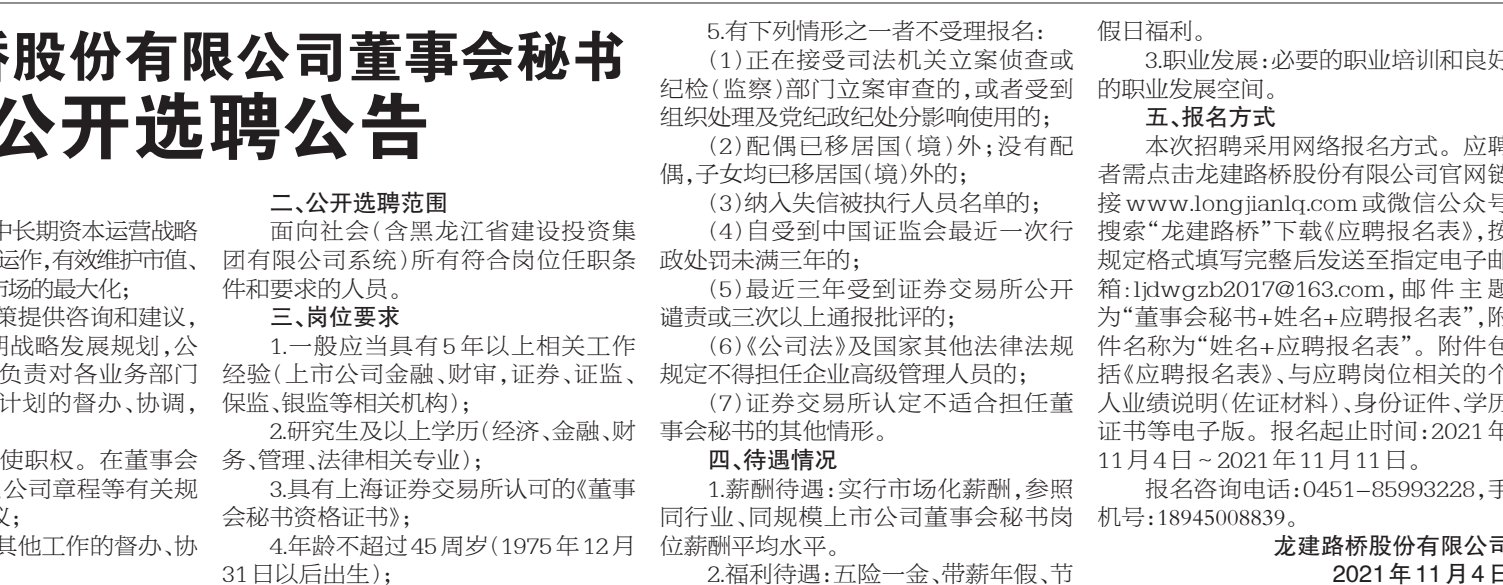 股份有限公司董事会秘书
公开选聘公告
中长期资本运营战略
运作,有效维护市值、
市场的最大化;
策提供咨询和建议,
期战略发展规划,公
负责对各业务部门
计划的督办、协调,
使职权。在董事会
公司章程等有关规
议;
其他工作的督办、协
二、公开选聘范围
面向社会(含黑龙江省建设投资集
团有限公司系统)所有符合岗位任职条
件和要求的人员。
三、岗位要求
1.一般应当具有5年以上相关工作
经验(上市公司金融、财审,证券、证监、
保监、银监等相关机构);
2.研究生及以上学历(经济、金融、财
务、管理、法律相关专业);
3.具有上海证券交易所认可的《董事
会秘书资格证书》;
4.年龄不超过45周岁(1975年12月
31日以后出生);
5.有下列情形之一者不受理报名:
(1)正在接受司法机关立案侦查或
纪检(监察)部门立案审查的,或者受到
组织处理及党纪政纪处分影响使用的;
(2)配偶已移居国(境)外;没有配
偶,子女均已移居国(境)外的;
(3)纳入失信被执行人员名单的;
(4)自受到中国证监会最近一次行
政处罚未满三年的;
(5)最近三年受到证券交易所公开
谴责或三次以上通报批评的;
(6)《公司法》及国家其他法律法规
规定不得担任企业高级管理人员的;
(7)证券交易所认定不适合担任董
事会秘书的其他情形。
四、待遇情况
1.薪酬待遇:实行市场化薪酬,参照
同行业、同规模上市公司董事会秘书岗
位薪酬平均水平。
2.福利待遇:五险一金、带薪年假、节
假日福利。
3.职业发展:必要的职业培训和良好
的职业发展空间。
五、报名方式
本次招聘采用网络报名方式。应聘
者需点击龙建路桥股份有限公司官网链
接www.longjianlq.com或微信公众号
搜索“龙建路桥”下载《应聘报名表》,按
规定格式填写完整后发送至指定电子邮
箱:ljdwgzb2017@163.com,邮件主题
为“董事会秘书+姓名+应聘报名表”,附
件名称为“姓名+应聘报名表”。附件包
括《应聘报名表》、与应聘岗位相关的个
人业绩说明(佐证材料)、身份证件、学历
证书等电子版。报名起止时间:2021年
11月4日~2021年11月11日。
报名咨询电话:0451-85993228,手
机号:18945008839。
龙建路桥股份有限公司
2021年11月4日